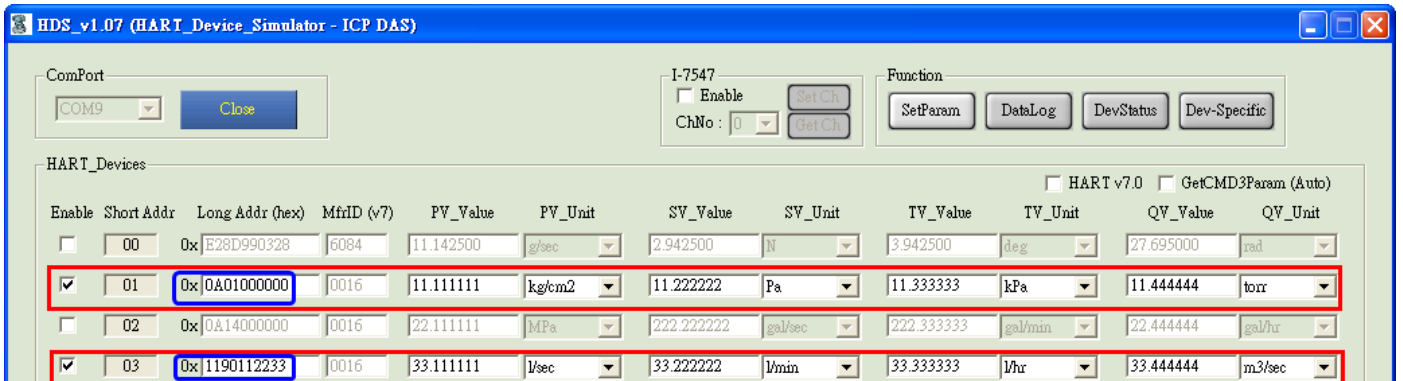 HDS_v1.07 (HART_Device_Simulator - ICP DAS)
ComPort I-7547 Function
COM9 Close Enable Set Ch SetParam DataLog DevStatus Dev-Specific
ChNo : 0 Get Ch
HART_Devices
HART v7.0 GetCMD3Param (Auto)
Enable Short Addr Long Addr (hex) MfrID (v7) PV_Value PV_Unit SV_Value SV_Unit TV_Value TV_Unit QV_Value QV_Unit
00 0x E28D990328 6084 11.142500 g/sec 2.942500 N 3.942500 deg 27.695000 rad
01 0x 0A01000000 0016 11.111111 kg/cm2 11.222222 Pa 11.333333 kPa 11.444444 torr
02 0x 0A14000000 0016 22.111111 MPa 222.222222 gal/sec 222.333333 gal/min 22.444444 gal/hr
03 0x 1190112233 0016 33.111111 l/sec 33.222222 l/min 33.333333 l/hr 33.444444 m3/sec